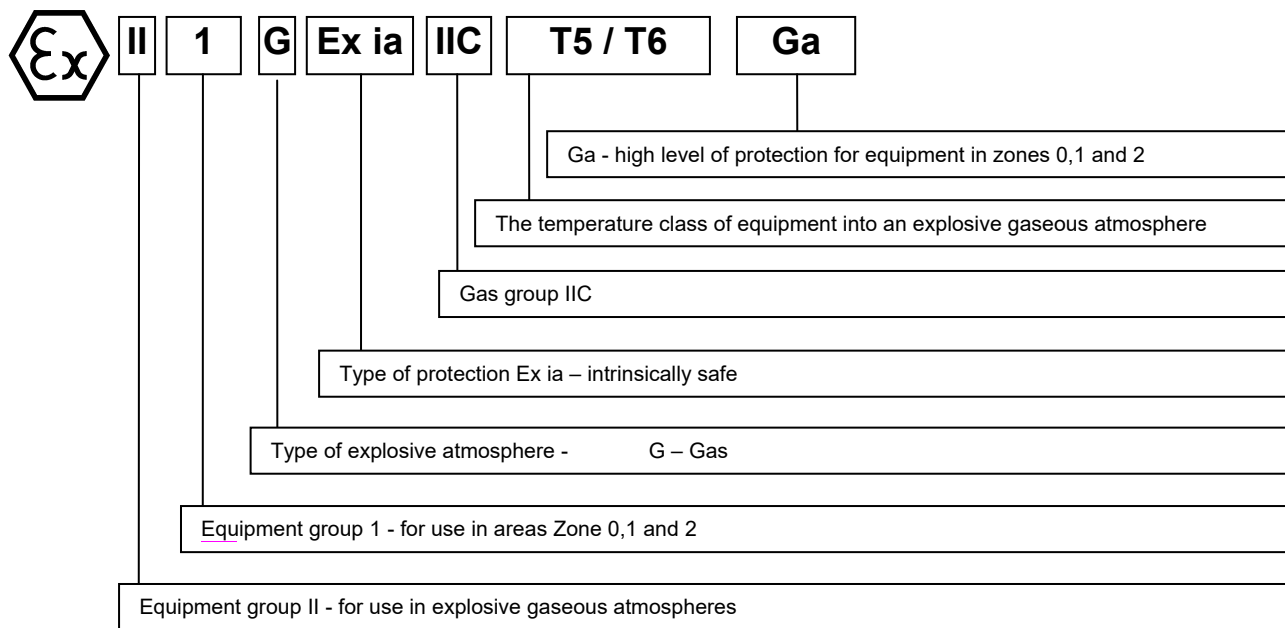 Ex II 1 G Ex ia IIC T5 / T6 Ga
Ga - high level of protection for equipment in zones 0,1 and 2
The temperature class of equipment into an explosive gaseous atmosphere
Gas group IIC
Type of protection Ex ia – intrinsically safe
Type of explosive atmosphere - G – Gas
Equipment group 1 - for use in areas Zone 0,1 and 2
Equipment group II - for use in explosive gaseous atmospheres